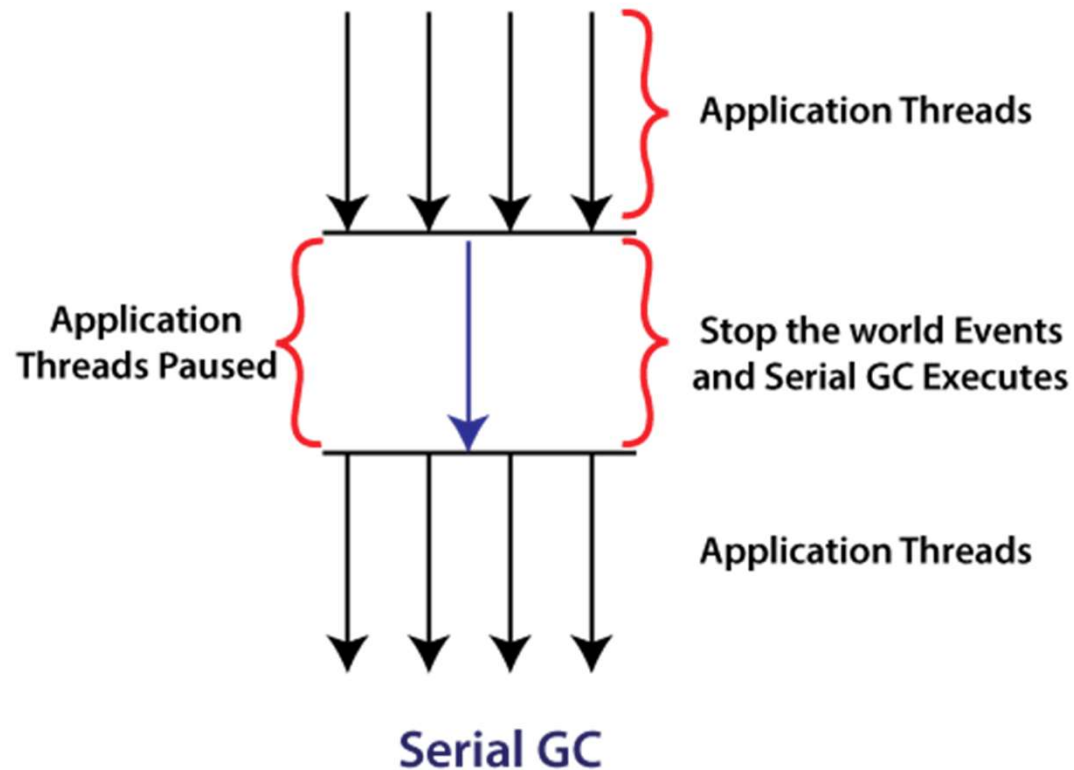 Application Threads
Application
Threads Paused
Stop the world Events
and Serial GC Executes
Application Threads
Serial GC